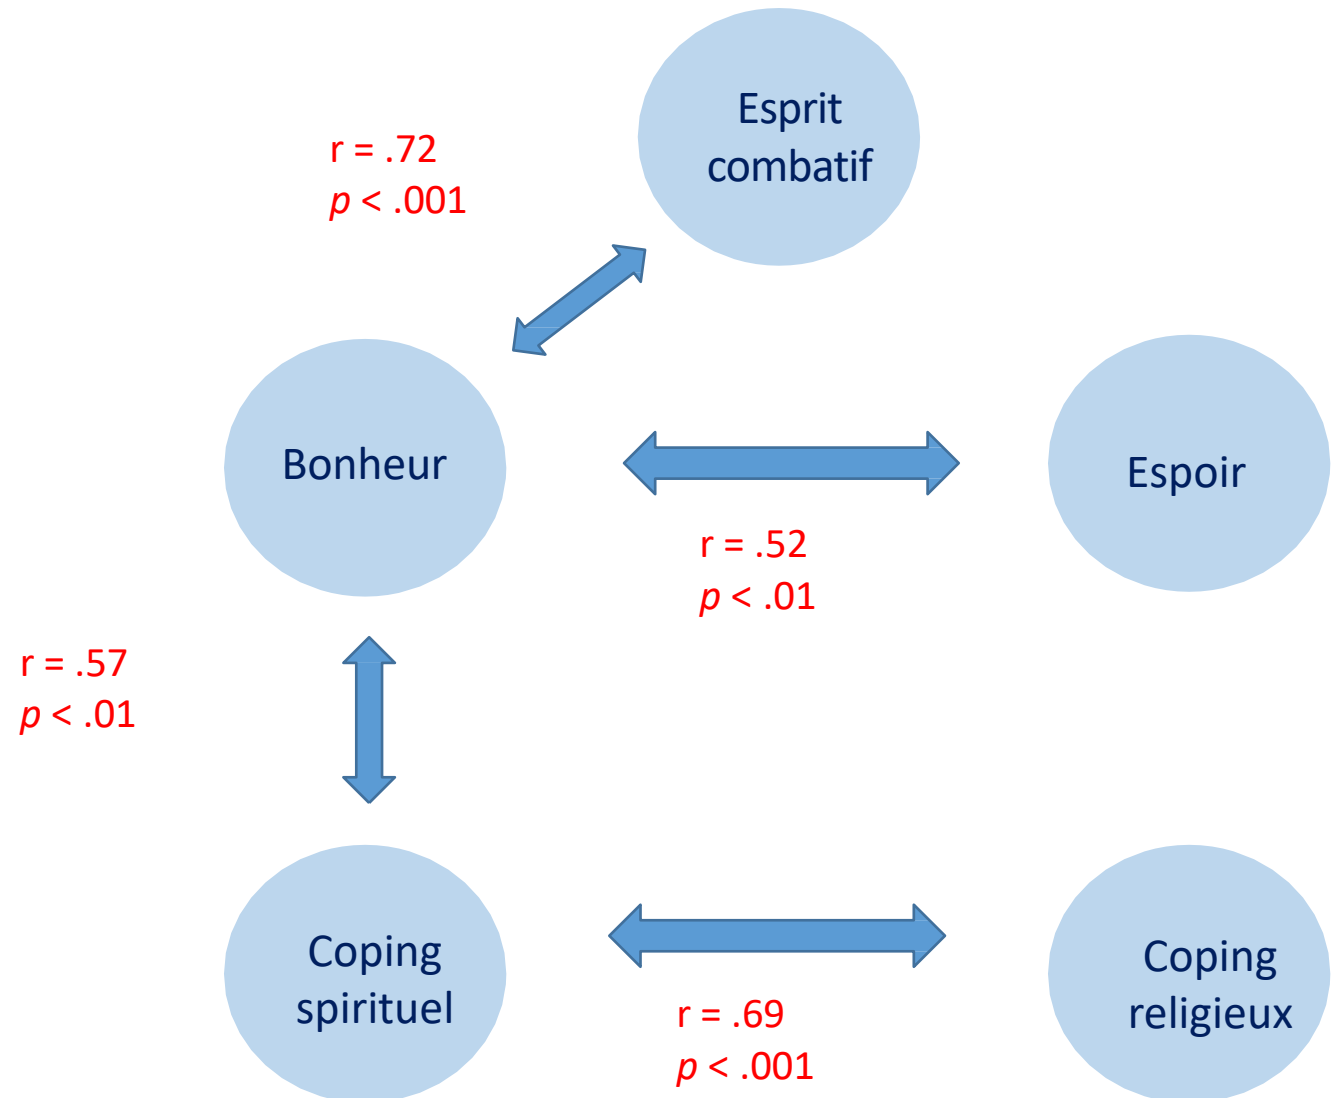 Esprit
combatif
r = .72
p < .001
Bonheur
Espoir
r = .52
p < .01
r = .57
p < .01
Coping
spirituel
Coping
religieux
r = .69
p < .001